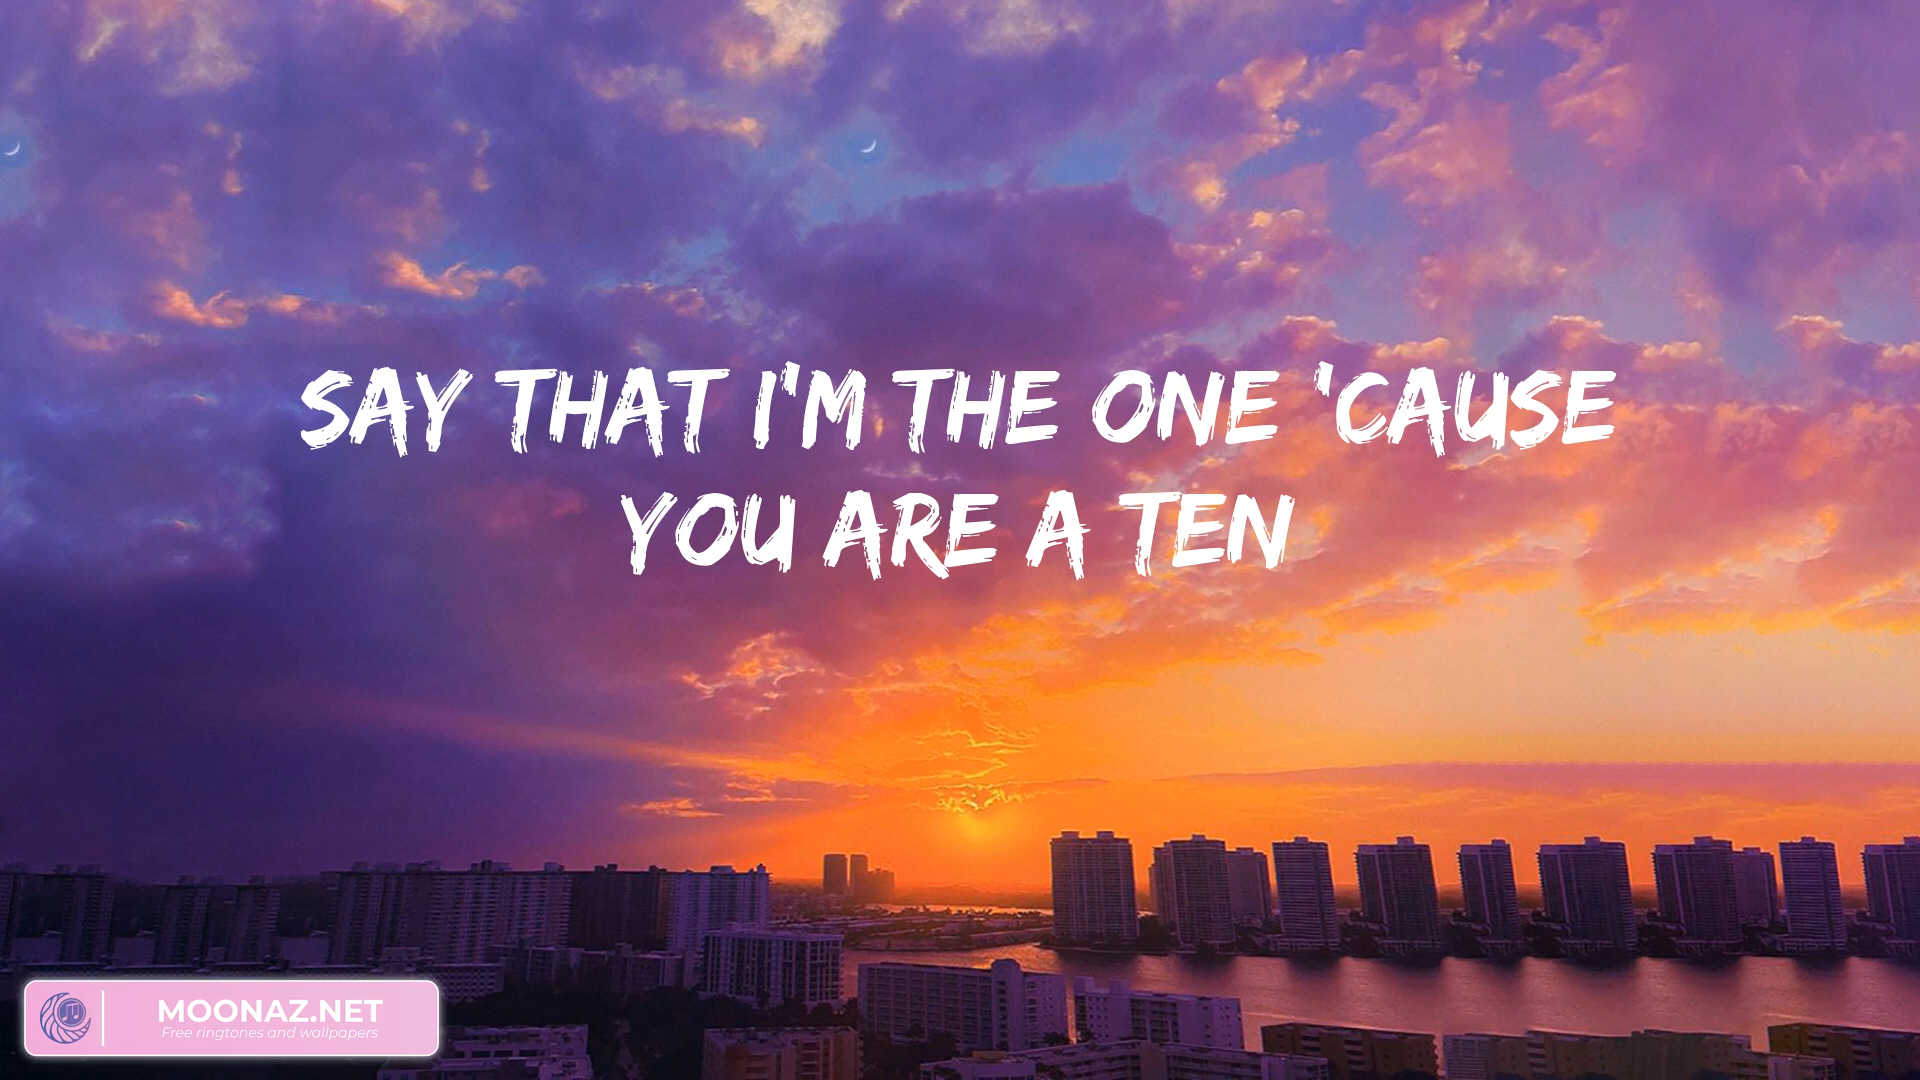 SAY THAT I'M THE ONE 'CAUSE
YOU ARE A TEN
MOONAZ.NET
Free ringtones and wallpapers